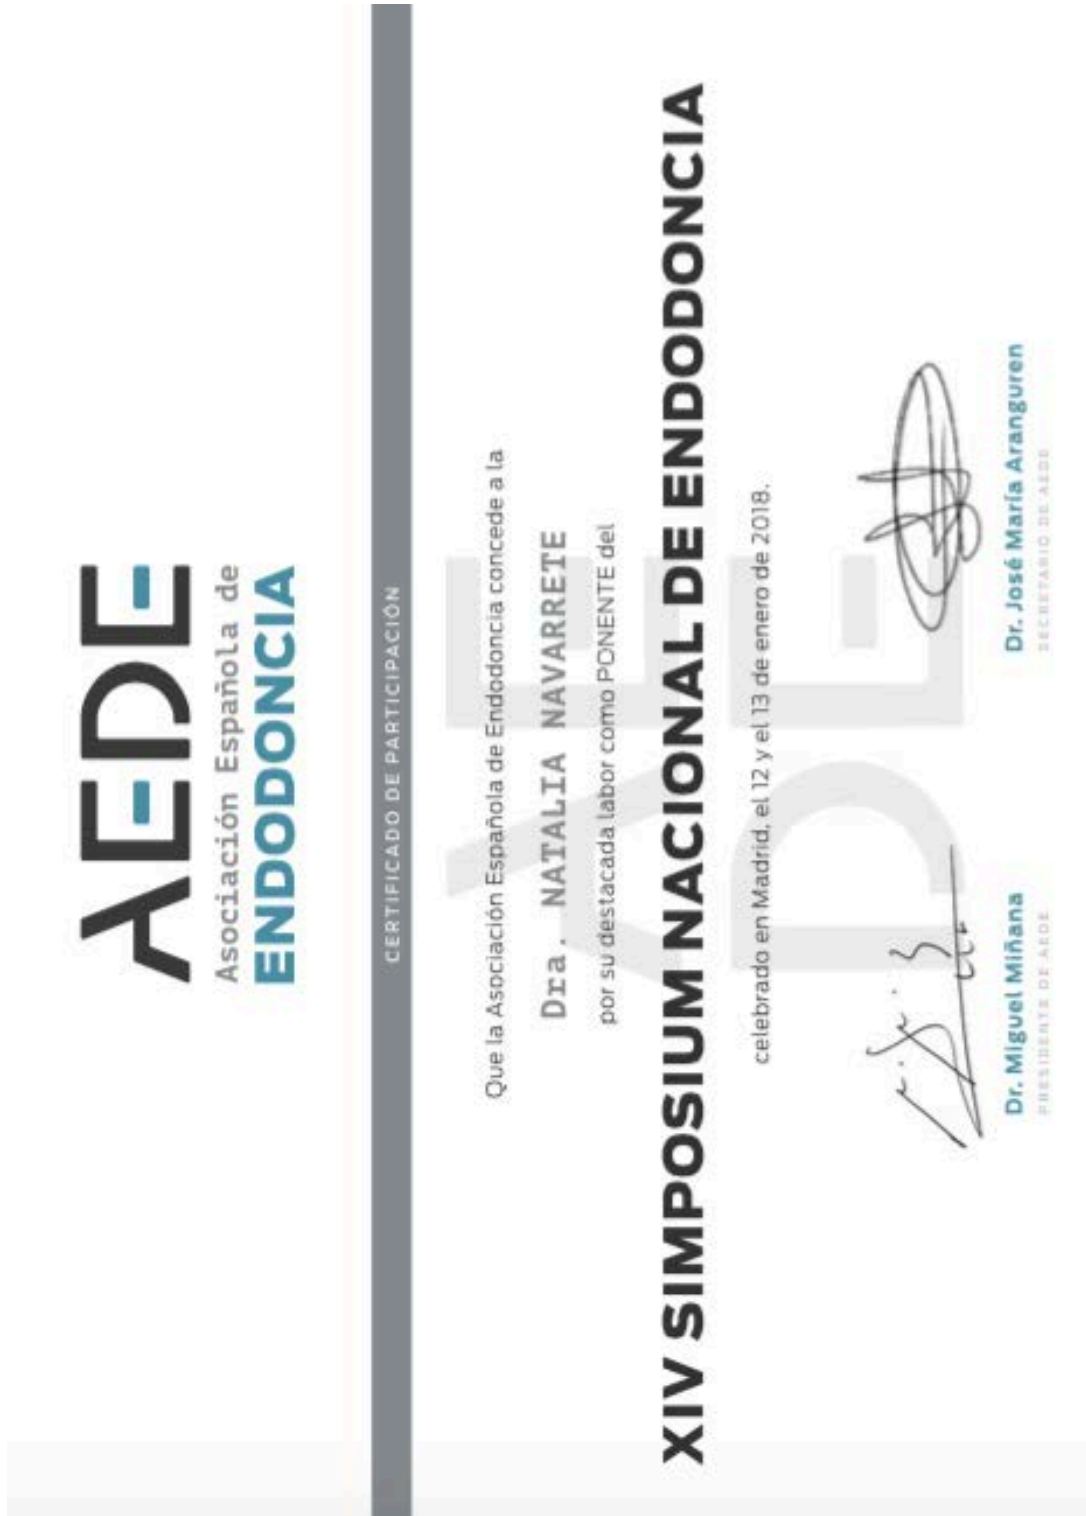 AEDE
Asociación Española de
ENDODONCIA
CERTIFICADO DE PARTICIPACIÓN
Que la Asociación Española de Endodoncia concede a la
Dra. NATALIA NAVARRETE
por su destacada labor como PONENTE del
XIV SIMPOSIUM NACIONAL DE ENDODONCIA
celebrado en Madrid, el 12 y el 13 de enero de 2018.
Dr. Miguel Miñana
PRESIDENTE DE AEDE
Dr. José María Aranguren
SECRETARIO DE AEDE